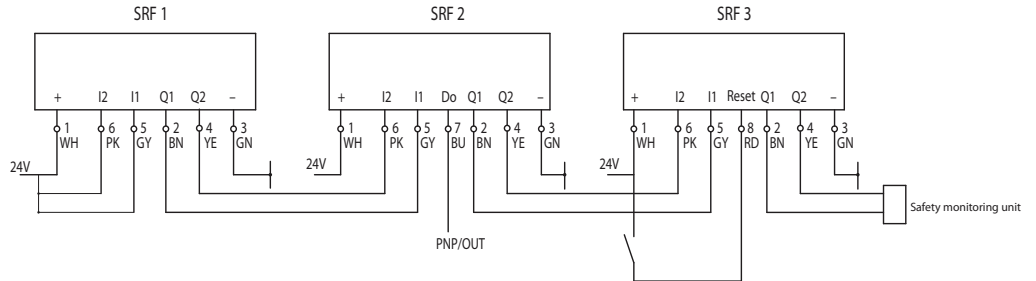 SRF 1
SRF 2
SRF 3
+ I2 I1 Q1 Q2 –
+ I2 I1 Do Q1 Q2 –
+ I2 I1 Reset Q1 Q2 –
1 6 5 2 4 3
WH PK GY BN YE GN
1 6 5 7 2 4 3
WH PK GY BU BN YE GN
1 6 5 8 2 4 3
WH PK GY RD BN YE GN
24V
24V
24V
Safety monitoring unit
PNP/OUT